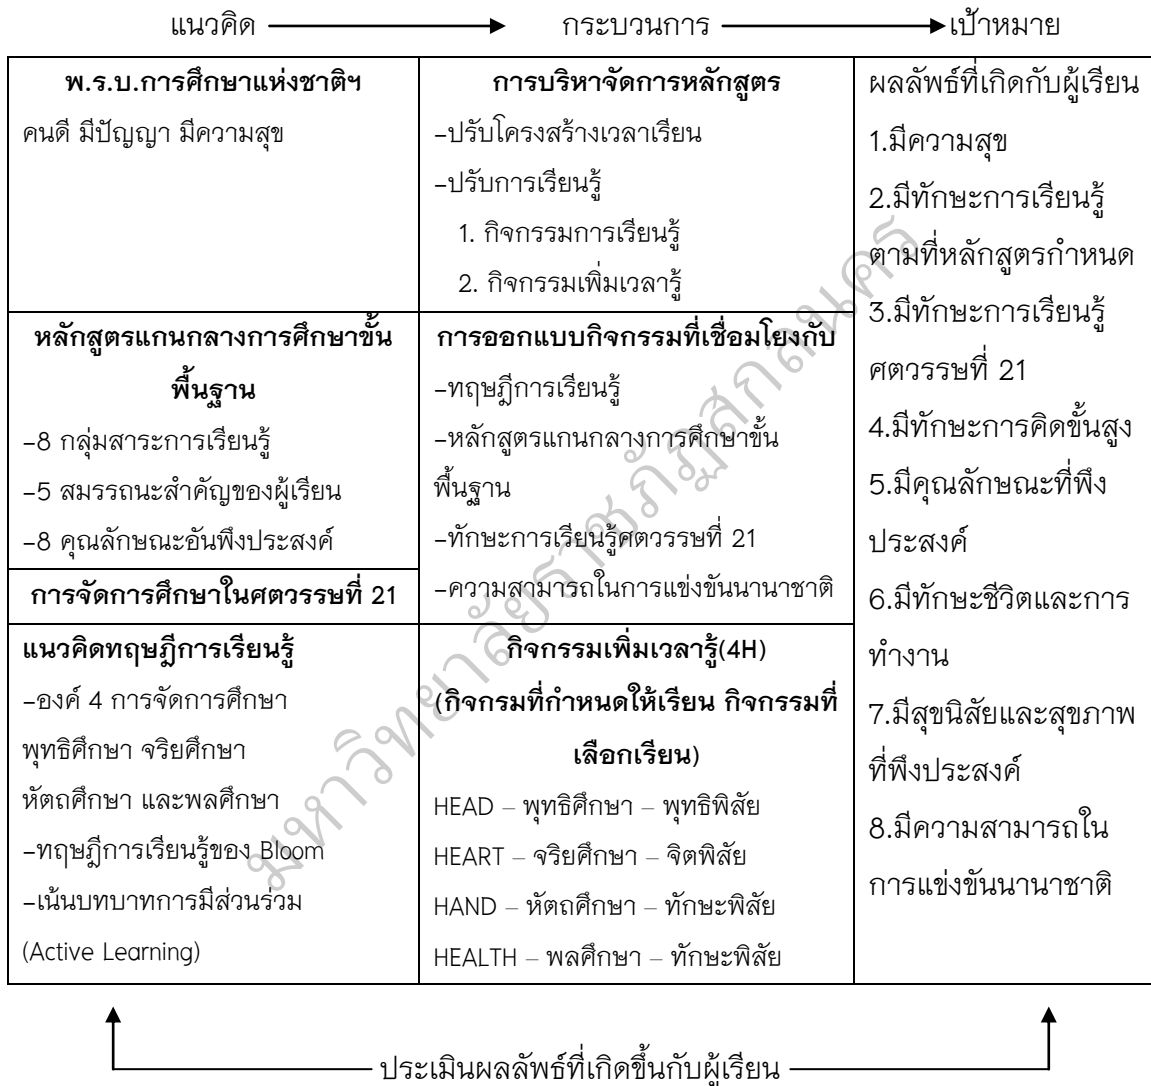 แนวคิด กระบวนการ เป้าหมาย
พ.ร.บ.การศึกษาแห่งชาติฯ
คนดี มีปัญญา มีความสุข
หลักสูตรแกนกลางการศึกษาขั้น
พื้นฐาน
-8 กลุ่มสาระการเรียนรู้
-5 สมรรถนะสำคัญของผู้เรียน
-8 คุณลักษณะอันพึงประสงค์
การจัดการศึกษาในศตวรรษที่ 21
แนวคิดทฤษฎีการเรียนรู้
-องค์ 4 การจัดการศึกษา
พุทธิศึกษา จริยศึกษา
หัตถศึกษา และพลศึกษา
-ทฤษฎีการเรียนรู้ของ Bloom
-เน้นบทบาทการมีส่วนร่วม
(Active Learning)
การบริหาจัดการหลักสูตร
-ปรับโครงสร้างเวลาเรียน
-ปรับการเรียนรู้
1. กิจกรรมการเรียนรู้
2. กิจกรรมเพิ่มเวลารู้
การออกแบบกิจกรรมที่เชื่อมโยงกับ
-ทฤษฎีการเรียนรู้
-หลักสูตรแกนกลางการศึกษาขั้น
พื้นฐาน
-ทักษะการเรียนรู้ศตวรรษที่ 21
-ความสามารถในการแข่งขันนานาชาติ
กิจกรรมเพิ่มเวลารู้(4H)
(กิจกรมที่กำหนดให้เรียน กิจกรรมที่
เลือกเรียน)
HEAD – พุทธิศึกษา – พุทธิพิสัย
HEART – จริยศึกษา – จิตพิสัย
HAND – หัตถศึกษา – ทักษะพิสัย
HEALTH – พลศึกษา – ทักษะพิสัย
ผลลัพธ์ที่เกิดกับผู้เรียน
1.มีความสุข
2.มีทักษะการเรียนรู้
ตามที่หลักสูตรกำหนด
3.มีทักษะการเรียนรู้
ศตวรรษที่ 21
4.มีทักษะการคิดขั้นสูง
5.มีคุณลักษณะที่พึง
ประสงค์
6.มีทักษะชีวิตและการ
ทำงาน
7.มีสุขนิสัยและสุขภาพ
ที่พึงประสงค์
8.มีความสามารถใน
การแข่งขันนานาชาติ
ประเมินผลลัพธ์ที่เกิดขึ้นกับผู้เรียน
มหาวิทยาลัยราชภัฏสกลนคร